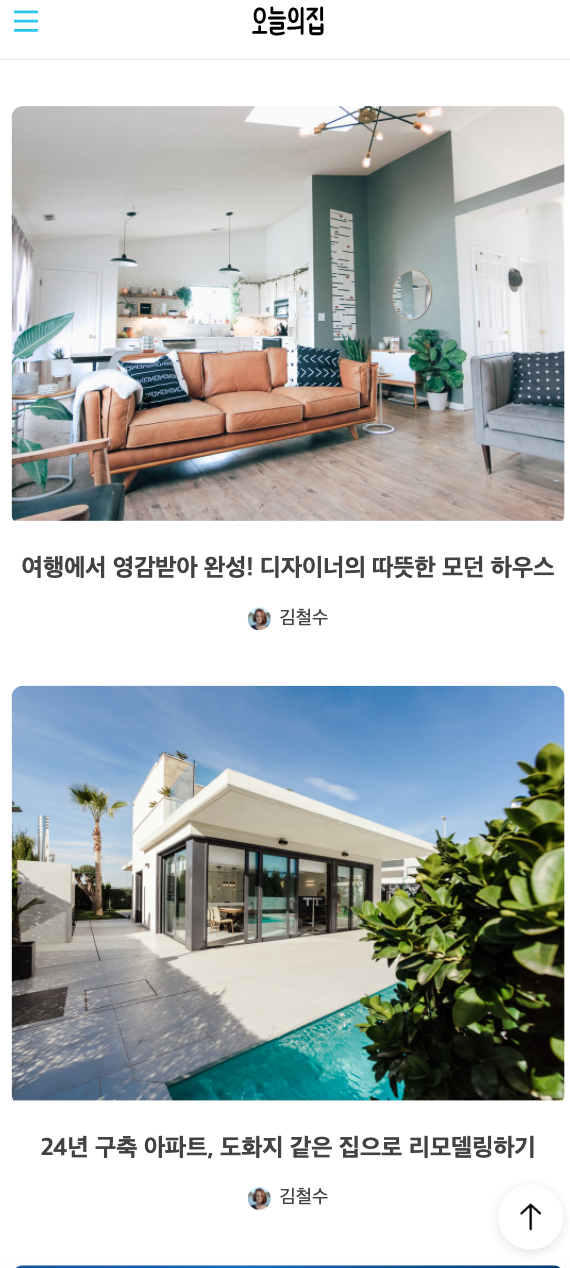 오늘의집
여행에서 영감받아 완성! 디자이너의 따뜻한 모던 하우스
김철수
24년 구축 아파트, 도화지 같은 집으로 리모델링하기
김철수